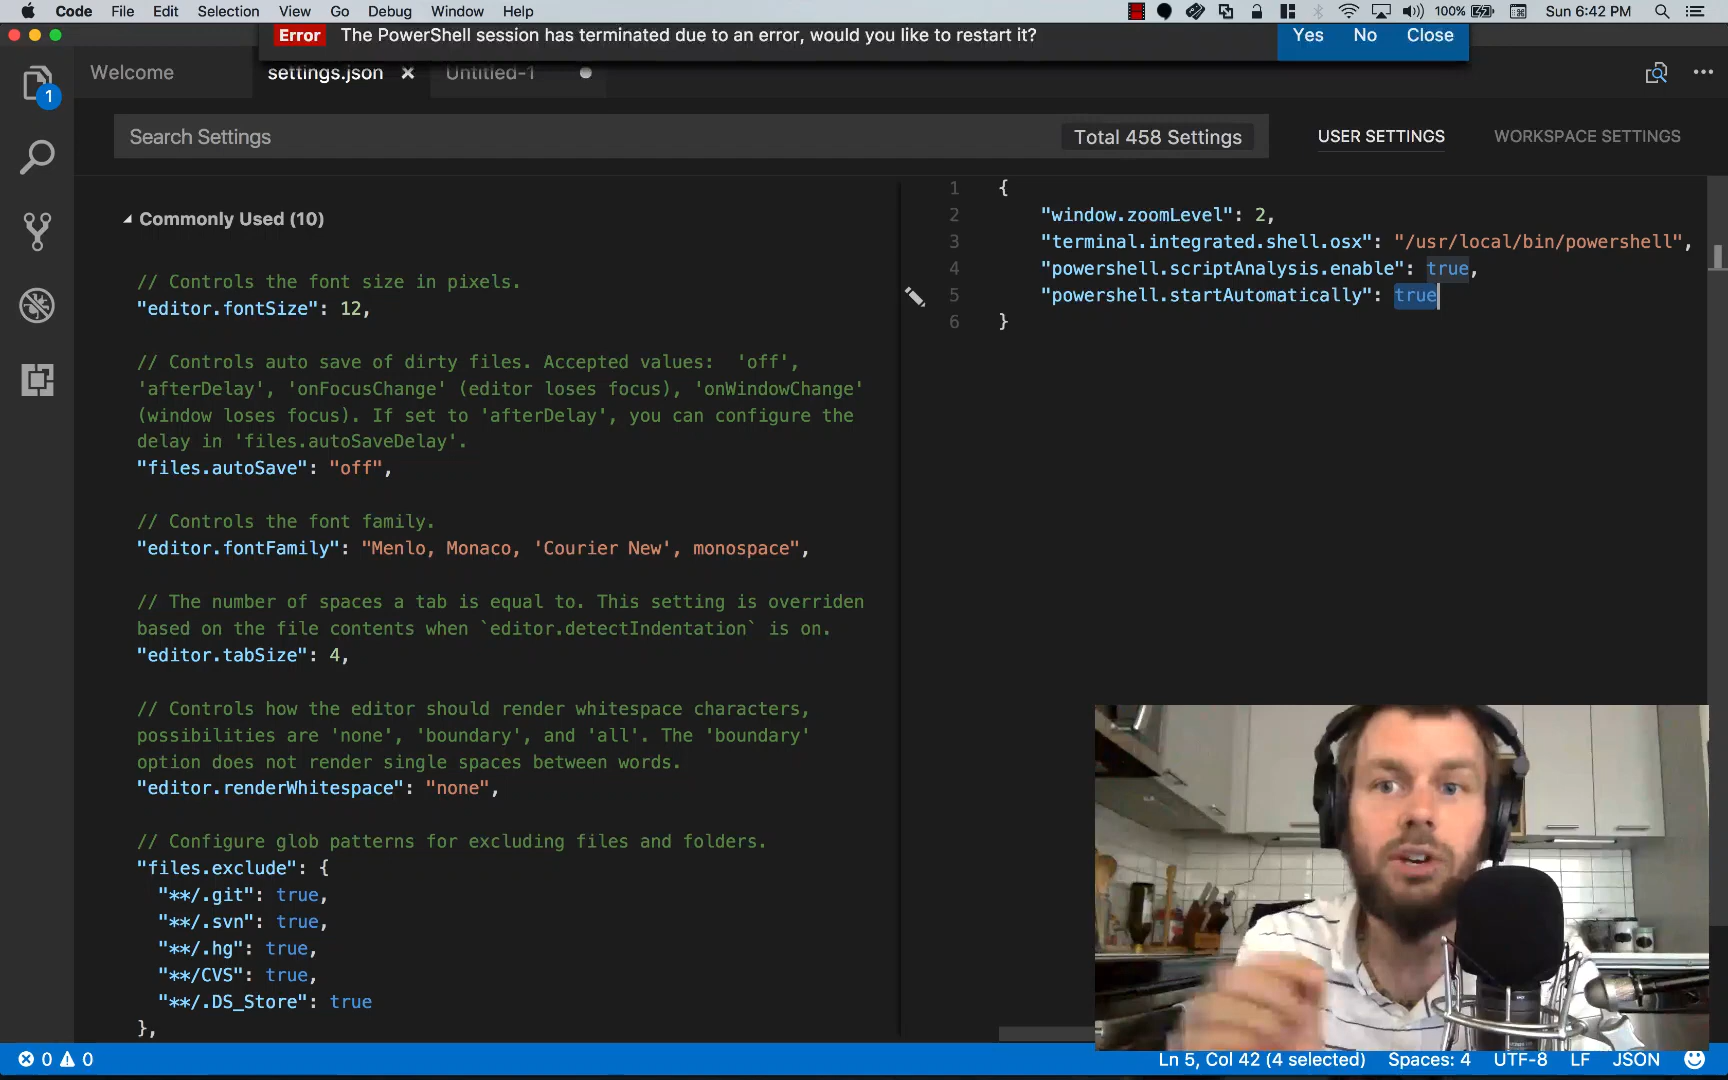 Code File Edit Selection View Go Debug Window Help 100% Sun 6:42 PM
Error The PowerShell session has terminated due to an error, would you like to restart it? Yes No Close
Welcome settings.json Untitled-1
1
Search Settings Total 458 Settings USER SETTINGS WORKSPACE SETTINGS
Commonly Used (10)
// Controls the font size in pixels.
"editor.fontSize": 12,
// Controls auto save of dirty files. Accepted values:  'off',
'afterDelay', 'onFocusChange' (editor loses focus), 'onWindowChange'
(window loses focus). If set to 'afterDelay', you can configure the
delay in 'files.autoSaveDelay'.
"files.autoSave": "off",
// Controls the font family.
"editor.fontFamily": "Menlo, Monaco, 'Courier New', monospace",
// The number of spaces a tab is equal to. This setting is overriden
based on the file contents when `editor.detectIndentation` is on.
"editor.tabSize": 4,
// Controls how the editor should render whitespace characters,
possibilities are 'none', 'boundary', and 'all'. The 'boundary'
option does not render single spaces between words.
"editor.renderWhitespace": "none",
// Configure glob patterns for excluding files and folders.
"files.exclude": {
"**/.git": true,
"**/.svn": true,
"**/.hg": true,
"**/CVS": true,
"**/.DS_Store": true
},
1 {
2 "window.zoomLevel": 2,
3 "terminal.integrated.shell.osx": "/usr/local/bin/powershell",
4 "powershell.scriptAnalysis.enable": true,
5 "powershell.startAutomatically": true
6 }
0 0 Ln 5, Col 42 (4 selected) Spaces: 4 UTF-8 LF JSON